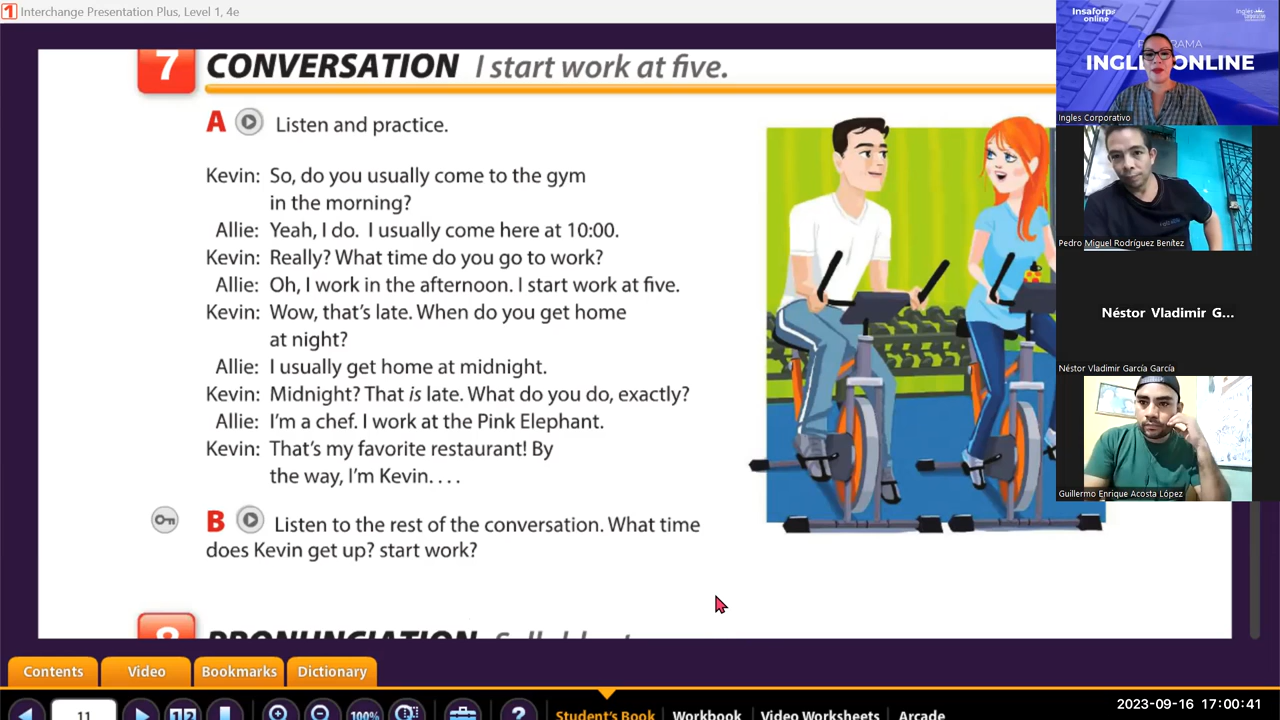 Interchange Presentation Plus, Level 1, 4e
7 CONVERSATION I start work at five.
A Listen and practice.
Kevin: So, do you usually come to the gym
in the morning?
Allie: Yeah, I do. I usually come here at 10:00.
Kevin: Really? What time do you go to work?
Allie: Oh, I work in the afternoon. I start work at five.
Kevin: Wow, that's late. When do you get home
at night?
Allie: I usually get home at midnight.
Kevin: Midnight? That is late. What do you do, exactly?
Allie: I'm a chef. I work at the Pink Elephant.
Kevin: That's my favorite restaurant! By
the way, I'm Kevin. . . .
B Listen to the rest of the conversation. What time
does Kevin get up? start work?
8 PRONUNCIATION
Contents Video Bookmarks Dictionary
11 1 2 100% ?
Student's Book Workbook Video Worksheets Arcade
Insaforp
online
INGL ONLINE
Ingles Corporativo
Pedro Miguel Rodríguez Benítez
Néstor Vladimir G...
Néstor Vladimir García García
Guillermo Enrique Acosta López
2023-09-16 17:00:41